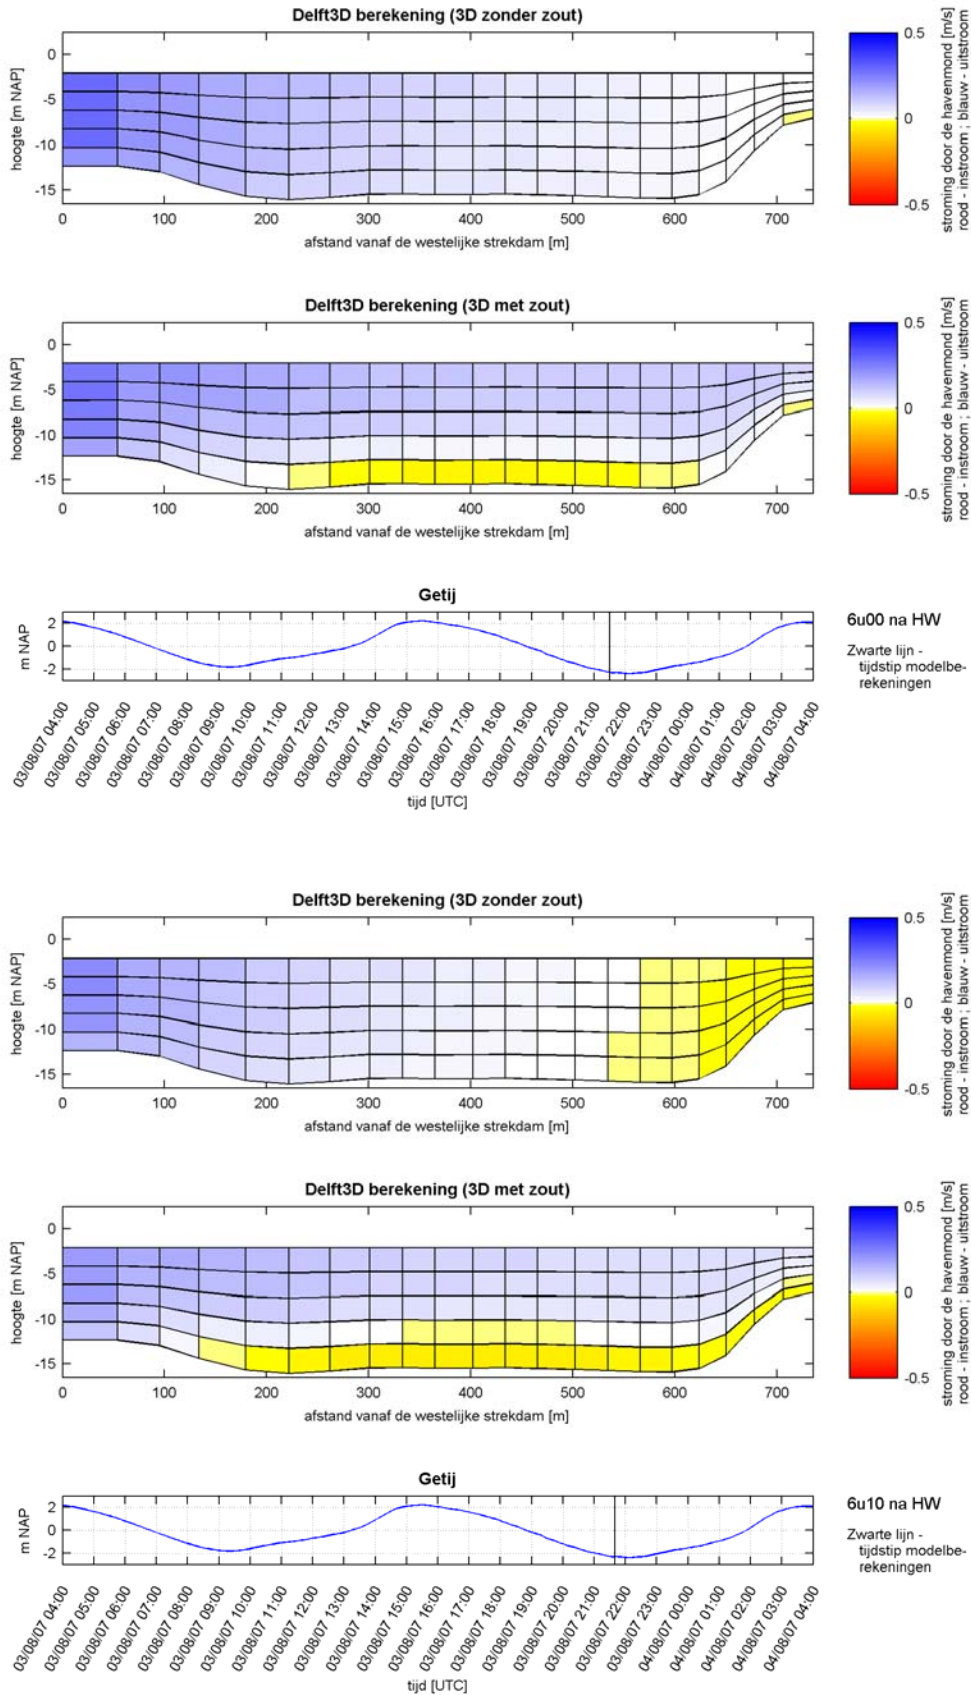 Delft3D berekening (3D zonder zout)
hoogte [m NAP]
0
-5
-10
-15
0 100 200 300 400 500 600 700
afstand vanaf de westelijke strekdam [m]
0.5
0
-0.5
stroming door de havenmond [m/s]
rood - instroom ; blauw - uitstroom
Delft3D berekening (3D met zout)
hoogte [m NAP]
0
-5
-10
-15
0 100 200 300 400 500 600 700
afstand vanaf de westelijke strekdam [m]
0.5
0
-0.5
stroming door de havenmond [m/s]
rood - instroom ; blauw - uitstroom
Getij
m NAP
2
0
-2
03/08/07 04:00
03/08/07 05:00
03/08/07 06:00
03/08/07 07:00
03/08/07 08:00
03/08/07 09:00
03/08/07 10:00
03/08/07 11:00
03/08/07 12:00
03/08/07 13:00
03/08/07 14:00
03/08/07 15:00
03/08/07 16:00
03/08/07 17:00
03/08/07 18:00
03/08/07 19:00
03/08/07 20:00
03/08/07 21:00
03/08/07 22:00
03/08/07 23:00
04/08/07 00:00
04/08/07 01:00
04/08/07 02:00
04/08/07 03:00
04/08/07 04:00
tijd [UTC]
6u00 na HW
Zwarte lijn -
tijdstip modelbe-
rekeningen
Delft3D berekening (3D zonder zout)
hoogte [m NAP]
0
-5
-10
-15
0 100 200 300 400 500 600 700
afstand vanaf de westelijke strekdam [m]
0.5
0
-0.5
stroming door de havenmond [m/s]
rood - instroom ; blauw - uitstroom
Delft3D berekening (3D met zout)
hoogte [m NAP]
0
-5
-10
-15
0 100 200 300 400 500 600 700
afstand vanaf de westelijke strekdam [m]
0.5
0
-0.5
stroming door de havenmond [m/s]
rood - instroom ; blauw - uitstroom
Getij
m NAP
2
0
-2
03/08/07 04:00
03/08/07 05:00
03/08/07 06:00
03/08/07 07:00
03/08/07 08:00
03/08/07 09:00
03/08/07 10:00
03/08/07 11:00
03/08/07 12:00
03/08/07 13:00
03/08/07 14:00
03/08/07 15:00
03/08/07 16:00
03/08/07 17:00
03/08/07 18:00
03/08/07 19:00
03/08/07 20:00
03/08/07 21:00
03/08/07 22:00
03/08/07 23:00
04/08/07 00:00
04/08/07 01:00
04/08/07 02:00
04/08/07 03:00
04/08/07 04:00
tijd [UTC]
6u10 na HW
Zwarte lijn -
tijdstip modelbe-
rekeningen